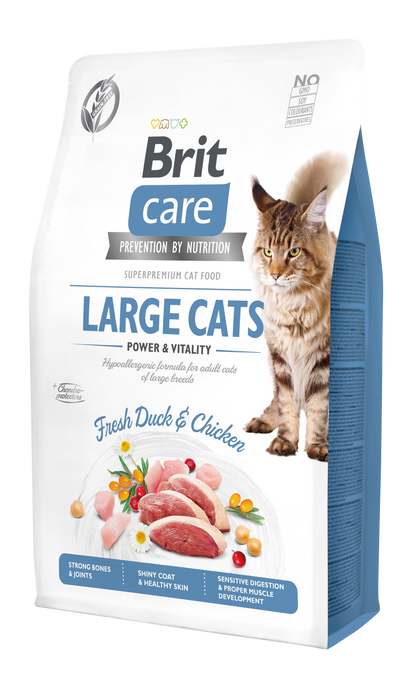 NO
GMO
SOY
COLOURANTS
PRESERVATIVES
Brit
care
PREVENTION BY NUTRITION
SUPERPREMIUM CAT FOOD
LARGE CATS
POWER & VITALITY
Hypoallergenic formula for adult cats
of large breeds
+ Chondro-
protectors
Fresh Duck & Chicken
STRONG BONES
& JOINTS
SHINY COAT
& HEALTHY SKIN
SENSITIVE DIGESTION
& PROPER MUSCLE
DEVELOPMENT